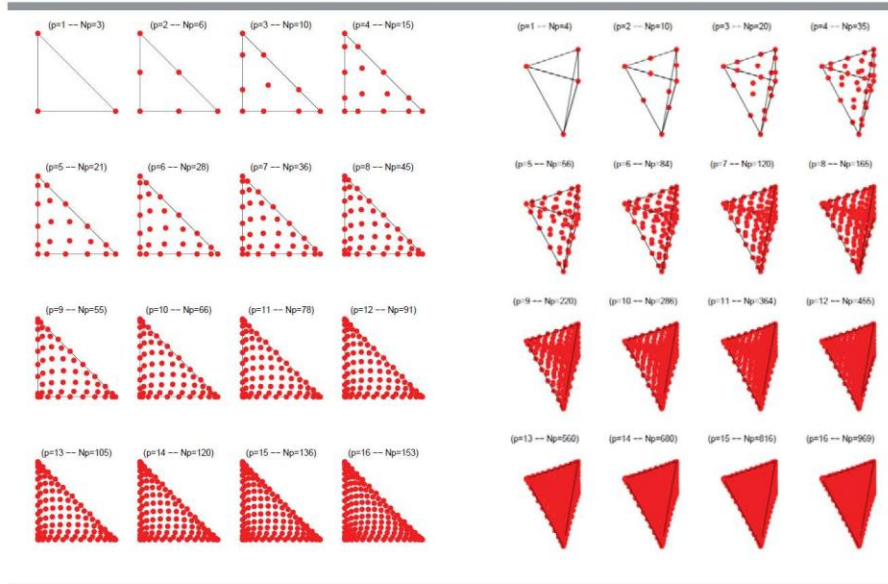 (p=1 -- Np=3) (p=2 -- Np=6) (p=3 -- Np=10) (p=4 -- Np=15)
(p=5 -- Np=21) (p=6 -- Np=28) (p=7 -- Np=36) (p=8 -- Np=45)
(p=9 -- Np=55) (p=10 -- Np=66) (p=11 -- Np=78) (p=12 -- Np=91)
(p=13 -- Np=105) (p=14 -- Np=120) (p=15 -- Np=136) (p=16 -- Np=153)
(p=1 -- Np=4) (p=2 -- Np=10) (p=3 -- Np=20) (p=4 -- Np=35)
(p=5 -- Np=56) (p=6 -- Np=84) (p=7 -- Np=120) (p=8 -- Np=165)
(p=9 -- Np=220) (p=10 -- Np=286) (p=11 -- Np=364) (p=12 -- Np=455)
(p=13 -- Np=560) (p=14 -- Np=680) (p=15 -- Np=816) (p=16 -- Np=969)